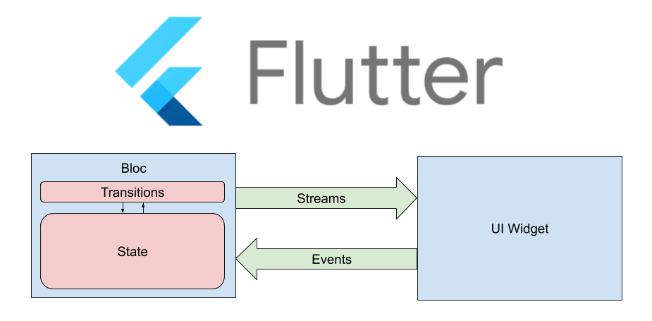 Flutter
Bloc
Transitions
State
Streams
Events
UI Widget